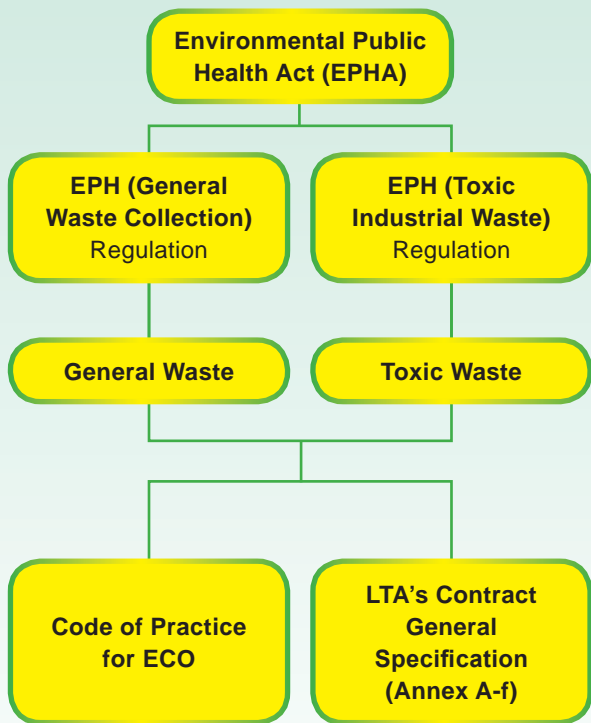 Environmental Public
Health Act (EPHA)
EPH (General
Waste Collection)
Regulation
EPH (Toxic
Industrial Waste)
Regulation
General Waste
Toxic Waste
Code of Practice
for ECO
LTA’s Contract
General
Specification
(Annex A-f)